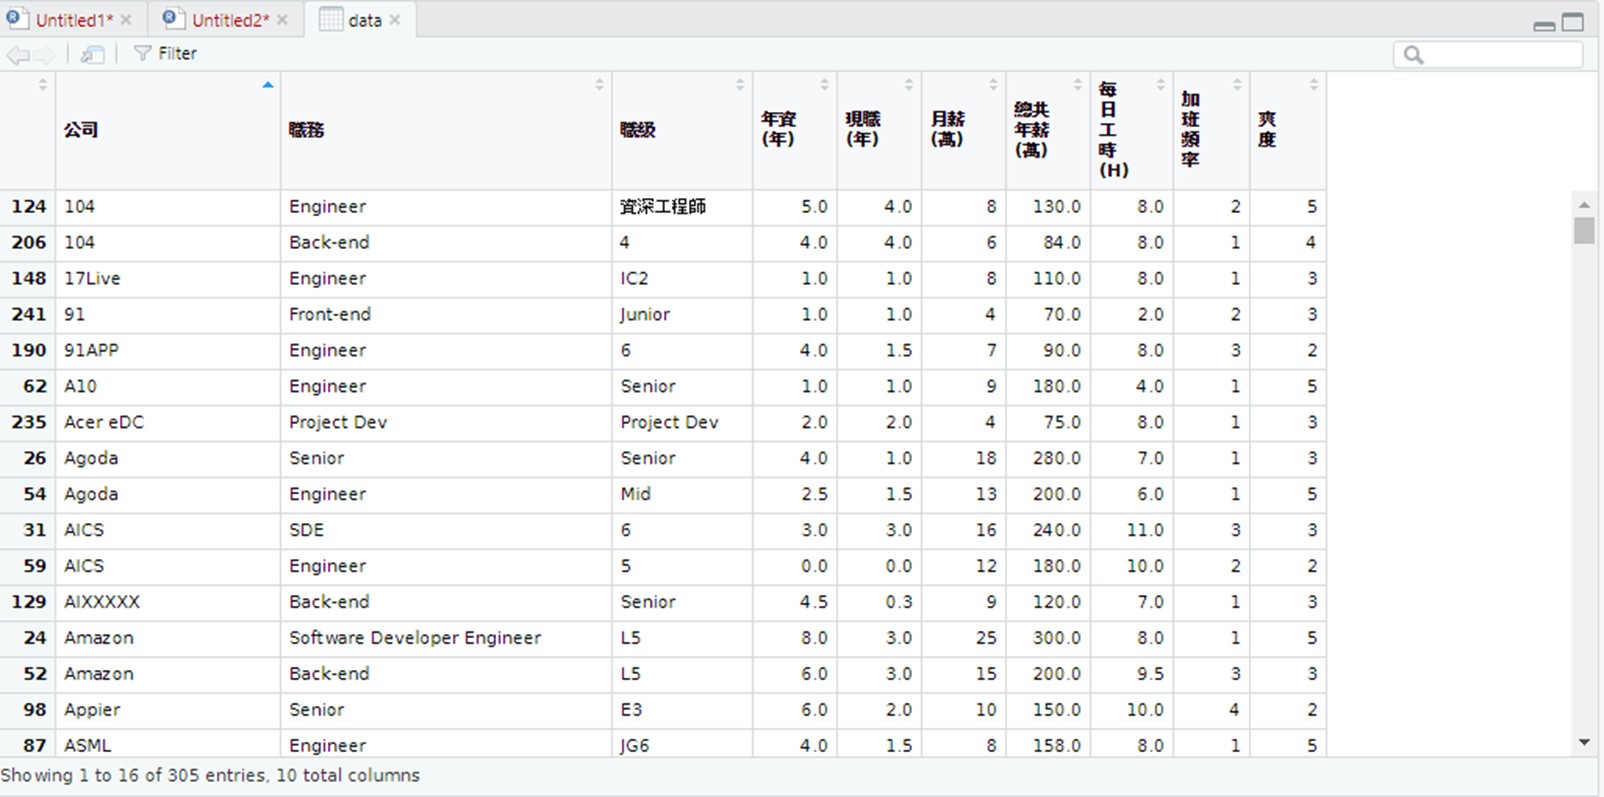 Untitled1* × Untitled2* × data ×
Filter
公司 職務 職级 年資(年) 現職(年) 月薪(萬) 總共年薪(萬) 每日工時(H) 加班頻率 爽度
124 104 Engineer 資深工程師 5.0 4.0 8 130.0 8.0 2 5
206 104 Back-end 4 4.0 4.0 6 84.0 8.0 1 4
148 17Live Engineer IC2 1.0 1.0 8 110.0 8.0 1 3
241 91 Front-end Junior 1.0 1.0 4 70.0 2.0 2 3
190 91APP Engineer 6 4.0 1.5 7 90.0 8.0 3 2
62 A10 Engineer Senior 1.0 1.0 9 180.0 4.0 1 5
235 Acer eDC Project Dev Project Dev 2.0 2.0 4 75.0 8.0 1 3
26 Agoda Senior Senior 4.0 1.0 18 280.0 7.0 1 3
54 Agoda Engineer Mid 2.5 1.5 13 200.0 6.0 1 5
31 AICS SDE 6 3.0 3.0 16 240.0 11.0 3 3
59 AICS Engineer 5 0.0 0.0 12 180.0 10.0 2 2
129 AIXXXXX Back-end Senior 4.5 0.3 9 120.0 7.0 1 3
24 Amazon Software Developer Engineer L5 8.0 3.0 25 300.0 8.0 1 5
52 Amazon Back-end L5 6.0 3.0 15 200.0 9.5 3 3
98 Appier Senior E3 6.0 2.0 10 150.0 10.0 4 2
87 ASML Engineer JG6 4.0 1.5 8 158.0 8.0 1 5
Showing 1 to 16 of 305 entries, 10 total columns